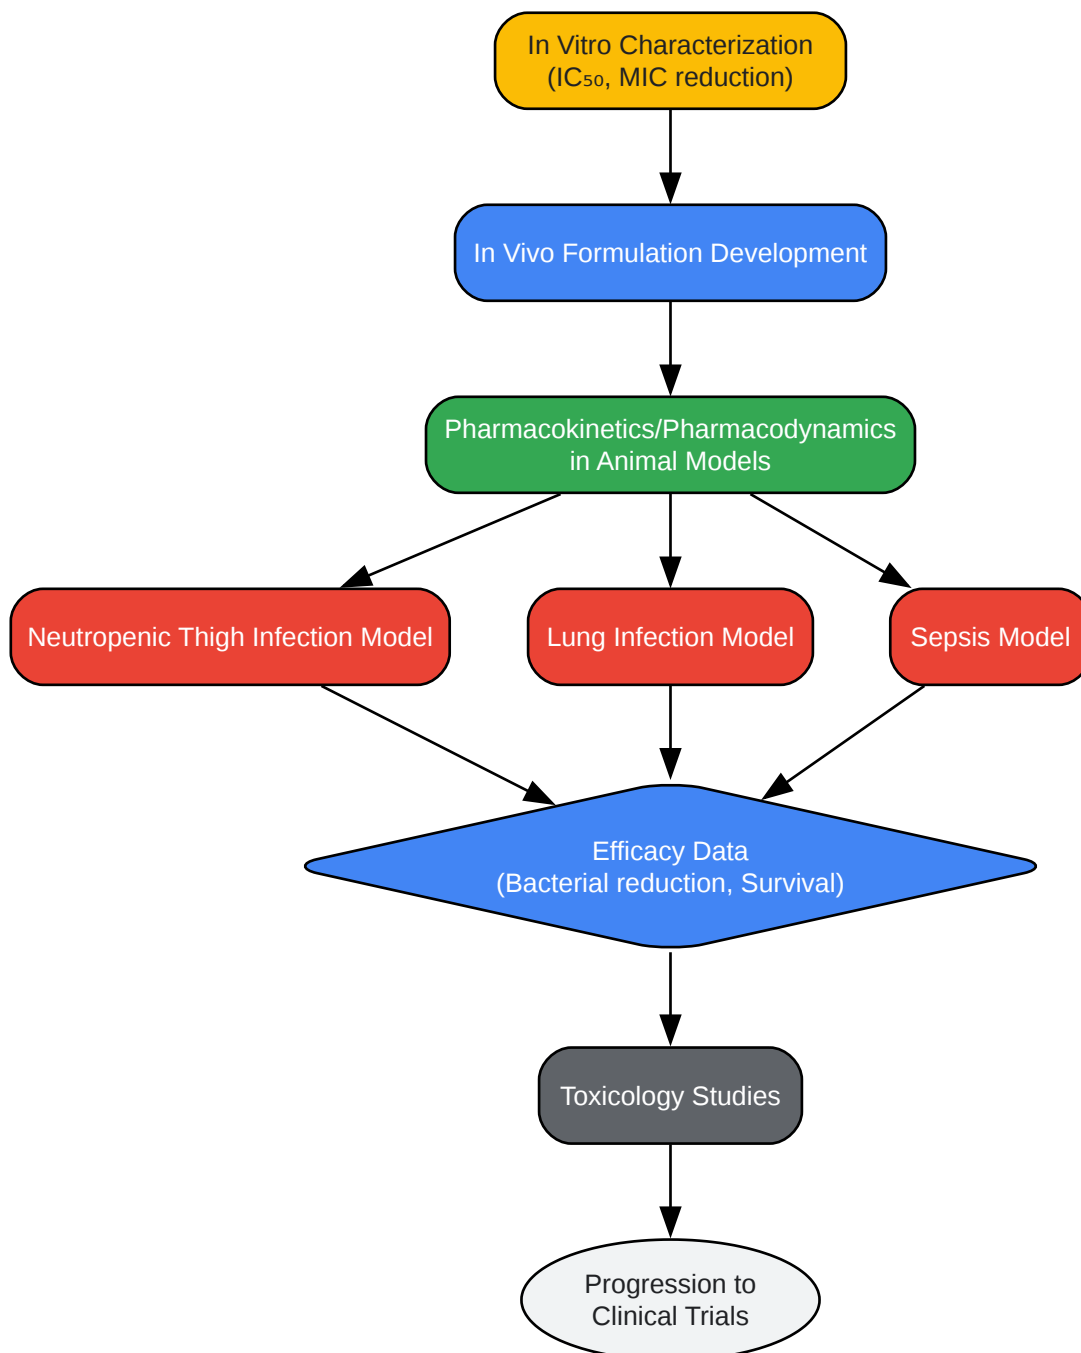 In Vitro Characterization
(IC₅₀, MIC reduction)
In Vivo Formulation Development
Pharmacokinetics/Pharmacodynamics
in Animal Models
Neutropenic Thigh Infection Model
Lung Infection Model
Sepsis Model
Efficacy Data
(Bacterial reduction, Survival)
Toxicology Studies
Progression to
Clinical Trials